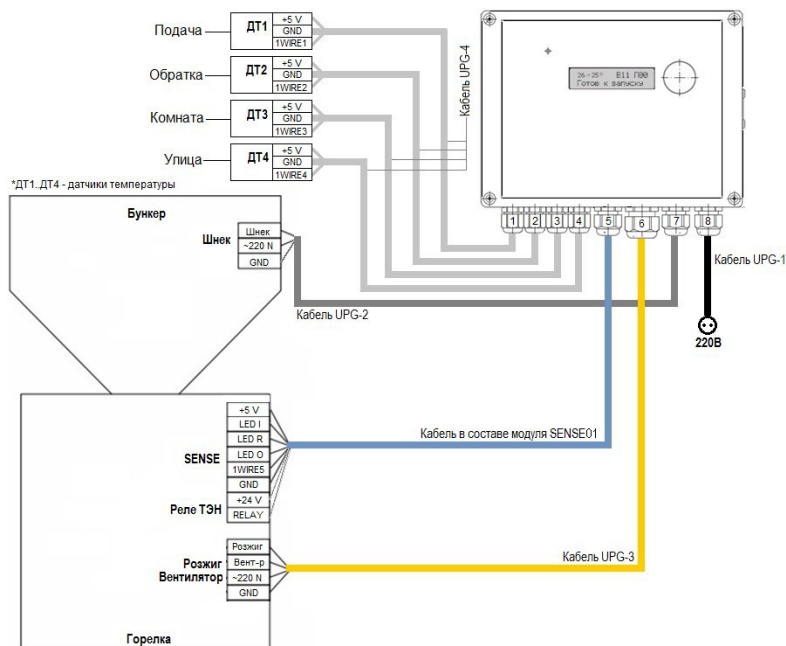 Подача
ДТ1
+5 V
GND
1WIRE1
Обратка
ДТ2
+5 V
GND
1WIRE2
Комната
ДТ3
+5 V
GND
1WIRE3
Улица
ДТ4
+5 V
GND
1WIRE4
*ДТ1..ДТ4 - датчики температуры
Кабель UPG-4
26 -25° В11 П00
Готов к запуску
1 2 3 4 5 6 7 8
Бункер
Шнек
Шнек
~220 N
GND
Кабель UPG-2
Кабель UPG-1
220В
SENSE
+5 V
LED I
LED R
LED O
1WIRE5
GND
Реле ТЭН
+24 V
RELAY
Кабель в составе модуля SENSE01
Розжиг
Вентилятор
Розжиг
Вент-р
~220 N
GND
Кабель UPG-3
Горелка